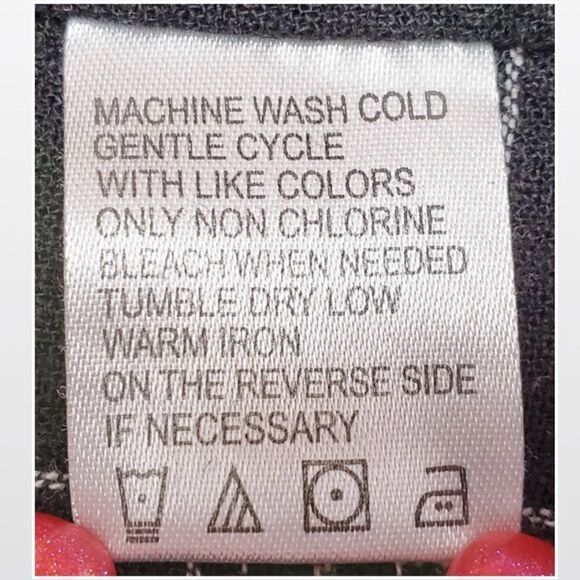 MACHINE WASH COLD
GENTLE CYCLE
WITH LIKE COLORS
ONLY NON CHLORINE
BLEACH WHEN NEEDED
TUMBLE DRY LOW
WARM IRON
ON THE REVERSE SIDE
IF NECESSARY